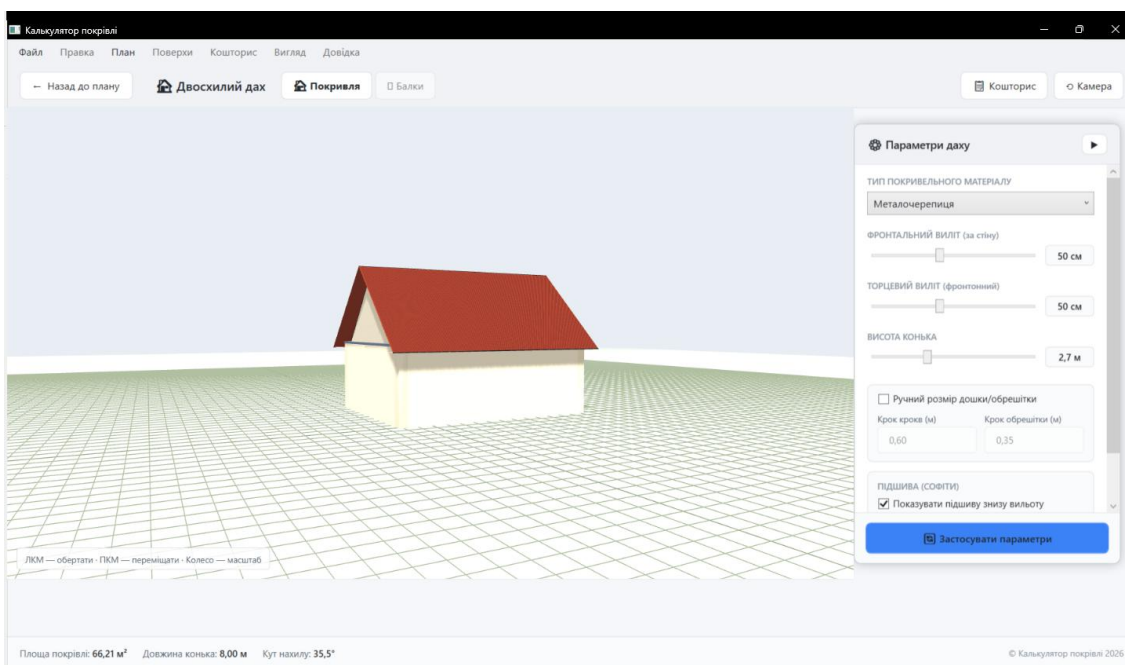 Калькулятор покрівлі
Файл Правка План Поверхи Кошторис Вигляд Довідка
← Назад до плану Двосхилий дах Покривля Балки Кошторис Камера
Параметри даху
ТИП ПОКРИВЕЛЬНОГО МАТЕРІАЛУ
Металочерепиця
ФРОНТАЛЬНИЙ ВИЛІТ (за стіну)
50 см
ТОРЦЕВИЙ ВИЛІТ (фронтонний)
50 см
ВИСОТА КОНЬКА
2,7 м
Ручний розмір дошки/обрешітки
Крок кроків (м) Крок обрешітки (м)
0,60 0,35
ПІДШИВА (СОФІТИ)
Показувати підшиву знизу вильоту
Застосувати параметри
ЛКМ — обертати · ПКМ — переміщати · Колесо — масштаб
Площа покрівлі: 66,21 м² Довжина конька: 8,00 м Кут нахилу: 35,5°
© Калькулятор покрівлі 2026